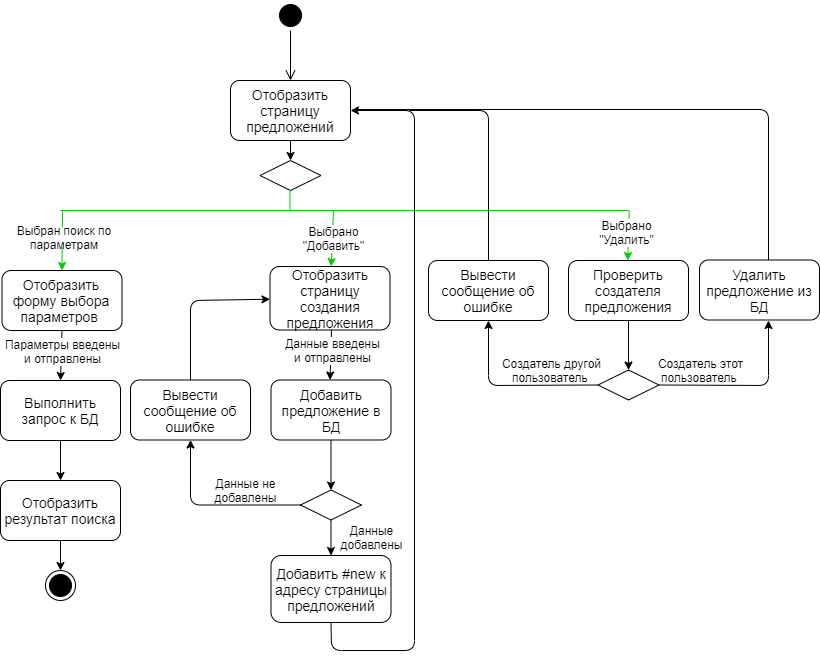 Отобразить
страницу
предложений
Выбран поиск по
параметрам
Выбрано
"Добавить"
Выбрано
"Удалить"
Отобразить
форму выбора
параметров
Отобразить
страницу
создания
предложения
Вывести
сообщение об
ошибке
Проверить
создателя
предложения
Удалить
предложение из
БД
Параметры введены
и отправлены
Данные введены
и отправлены
Создатель другой
пользователь
Создатель этот
пользователь
Выполнить
запрос к БД
Вывести
сообщение об
ошибке
Добавить
предложение в
БД
Данные не
добавлены
Отобразить
результат поиска
Данные
добавлены
Добавить #new к
адресу страницы
предложений